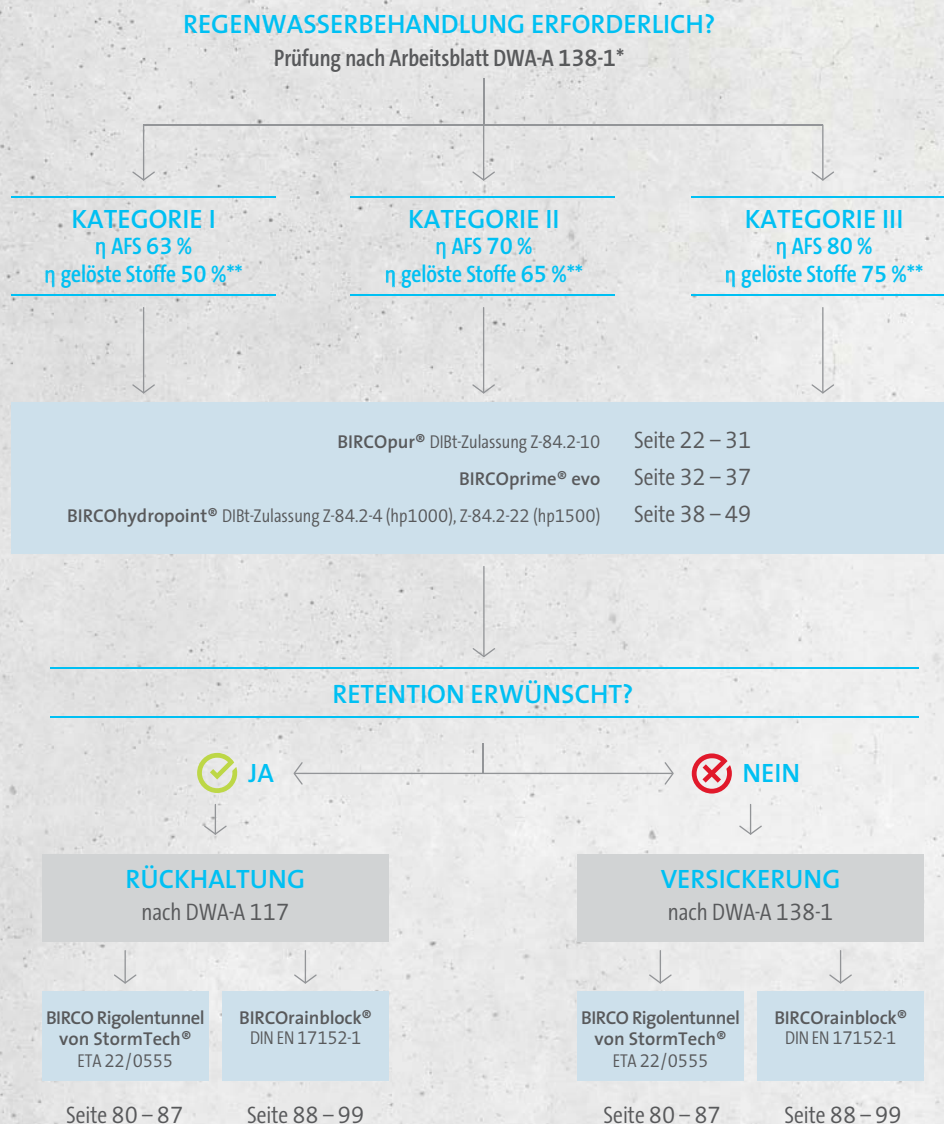 REGENWASSERBEHANDLUNG ERFORDERLICH?
Prüfung nach Arbeitsblatt DWA-A 138-1*
KATEGORIE I
η AFS 63 %
η gelöste Stoffe 50 %**
KATEGORIE II
η AFS 70 %
η gelöste Stoffe 65 %**
KATEGORIE III
η AFS 80 %
η gelöste Stoffe 75 %**
BIRCOpur® DIBt-Zulassung Z-84.2-10 Seite 22 – 31
BIRCOprime® evo Seite 32 – 37
BIRCOhydropoint® DIBt-Zulassung Z-84.2-4 (hp1000), Z-84.2-22 (hp1500) Seite 38 – 49
RETENTION ERWÜNSCHT?
JA
NEIN
RÜCKHALTUNG
nach DWA-A 117
VERSICKERUNG
nach DWA-A 138-1
BIRCO Rigolentunnel
von StormTech®
ETA 22/0555
Seite 80 – 87
BIRCOrainblock®
DIN EN 17152-1
Seite 88 – 99
BIRCO Rigolentunnel
von StormTech®
ETA 22/0555
Seite 80 – 87
BIRCOrainblock®
DIN EN 17152-1
Seite 88 – 99